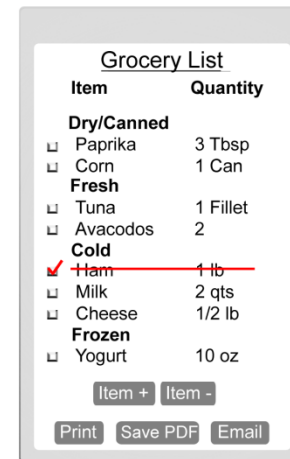 Grocery List
Item Quantity
Dry/Canned
Paprika 3 Tbsp
Corn 1 Can
Fresh
Tuna 1 Fillet
Avacodos 2
Cold
Ham 1 lb
Milk 2 qts
Cheese 1/2 lb
Frozen
Yogurt 10 oz
Item + Item -
Print Save PDF Email